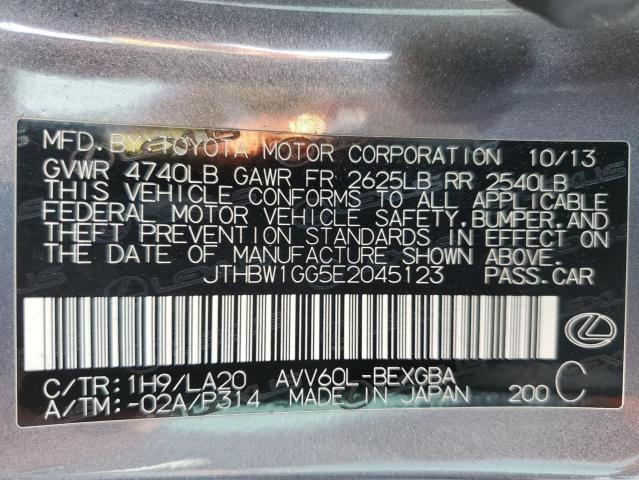 MFD.BY:TOYOTA MOTOR CORPORATION 10/13
GVWR 4740LB GAWR FR 2625LB RR 2540LB
THIS VEHICLE CONFORMS TO ALL APPLICABLE
FEDERAL MOTOR VEHICLE SAFETY,BUMPER,AND
THEFT PREVENTION STANDARDS IN EFFECT ON
THE DATE OF MANUFACTURE SHOWN ABOVE.
JTHBW1GG5E2045123 PASS.CAR
C/TR:1H9/LA20 AVV60L-BEXGBA
A/TM:-02A/P314 MADE IN JAPAN 200 C